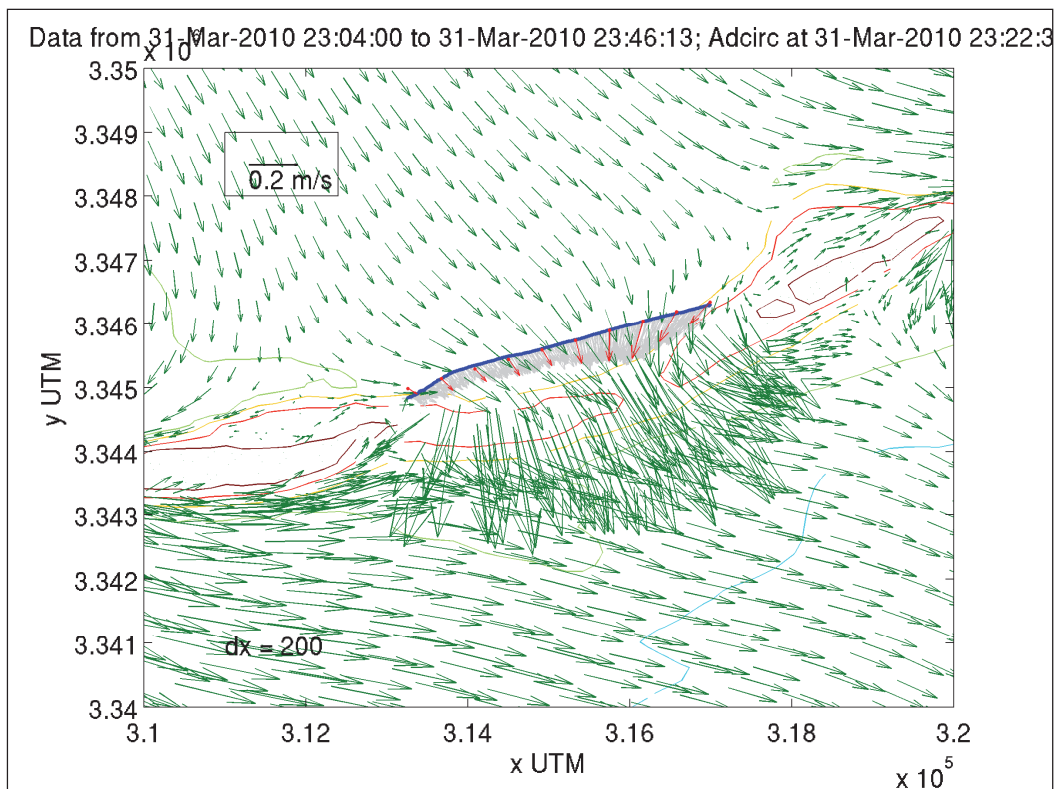 Data from 31-Mar-2010 23:04:00 to 31-Mar-2010 23:46:13; Adcirc at 31-Mar-2010 23:22:3
x 10⁶
3.35
3.349
3.348
3.347
3.346
3.345
3.344
3.343
3.342
3.341
3.34
y UTM
0.2 m/s
dx = 200
3.1
3.12
3.14
3.16
3.18
3.2
x UTM
x 10⁵